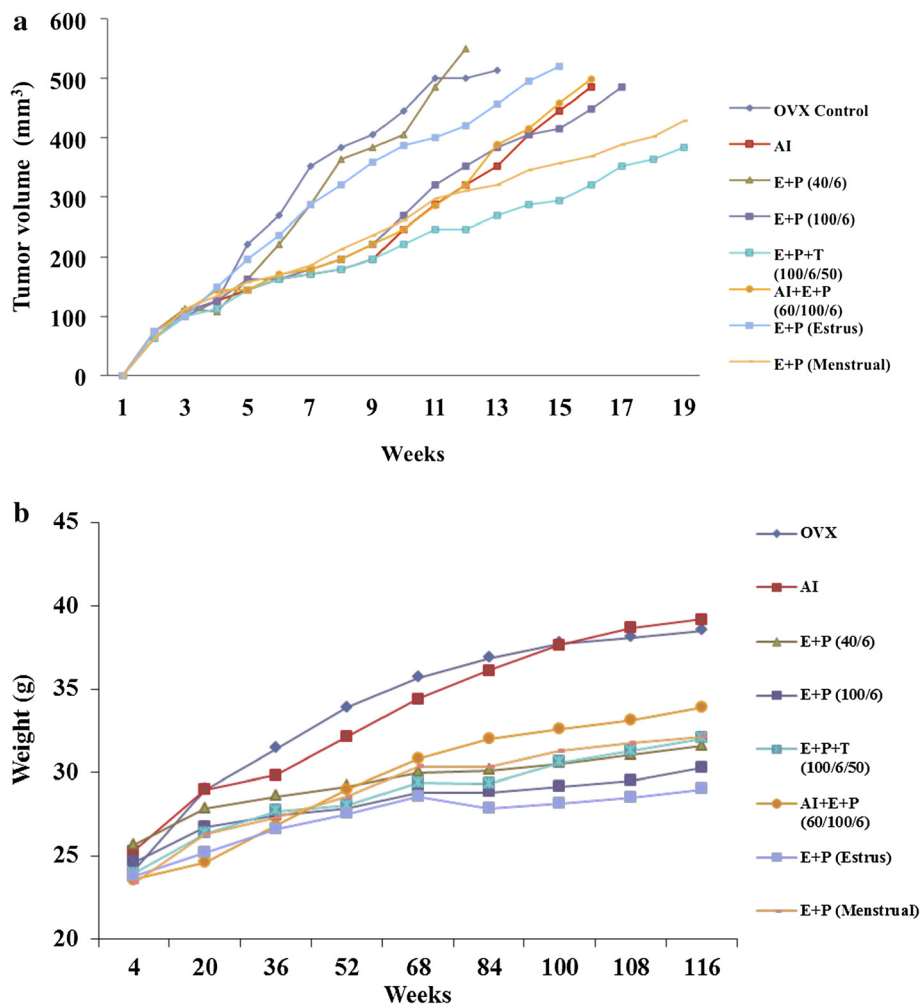 a
600
500
400
300
200
100
0
Tumor volume (mm³)
1 3 5 7 9 11 13 15 17 19
Weeks
OVX Control
AI
E+P (40/6)
E+P (100/6)
E+P+T
(100/6/50)
AI+E+P
(60/100/6)
E+P (Estrus)
E+P (Menstrual)
b
45
40
35
30
25
20
Weight (g)
4 20 36 52 68 84 100 108 116
Weeks
OVX
AI
E+P (40/6)
E+P (100/6)
E+P+T
(100/6/50)
AI+E+P
(60/100/6)
E+P (Estrus)
E+P (Menstrual)